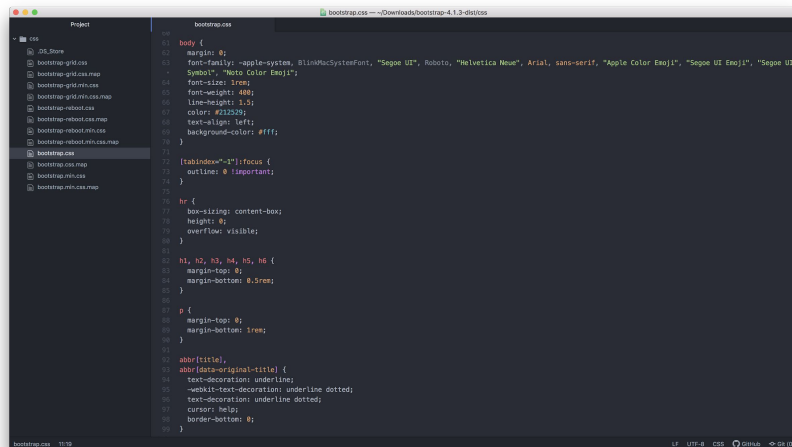 bootstrap.css — ~/Downloads/bootstrap-4.1.3-dist/css
Project
bootstrap.css
css
.DS_Store
bootstrap-grid.css
bootstrap-grid.css.map
bootstrap-grid.min.css
bootstrap-grid.min.css.map
bootstrap-reboot.css
bootstrap-reboot.css.map
bootstrap-reboot.min.css
bootstrap-reboot.min.css.map
bootstrap.css
bootstrap.css.map
bootstrap.min.css
bootstrap.min.css.map
60
61 body {
62 margin: 0;
63 font-family: -apple-system, BlinkMacSystemFont, "Segoe UI", Roboto, "Helvetica Neue", Arial, sans-serif, "Apple Color Emoji", "Segoe UI Emoji", "Segoe UI
• Symbol", "Noto Color Emoji";
64 font-size: 1rem;
65 font-weight: 400;
66 line-height: 1.5;
67 color: #212529;
68 text-align: left;
69 background-color: #fff;
70 }
71
72 [tabindex="-1"]:focus {
73 outline: 0 !important;
74 }
75
76 hr {
77 box-sizing: content-box;
78 height: 0;
79 overflow: visible;
80 }
81
82 h1, h2, h3, h4, h5, h6 {
83 margin-top: 0;
84 margin-bottom: 0.5rem;
85 }
86
87 p {
88 margin-top: 0;
89 margin-bottom: 1rem;
90 }
91
92 abbr[title],
93 abbr[data-original-title] {
94 text-decoration: underline;
95 -webkit-text-decoration: underline dotted;
96 text-decoration: underline dotted;
97 cursor: help;
98 border-bottom: 0;
99 }
bootstrap.css 11:19
LF UTF-8 CSS GitHub Git (0